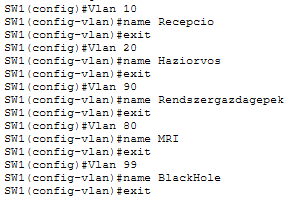 SW1(config)#Vlan 10
SW1(config-vlan)#name Recepcio
SW1(config-vlan)#exit
SW1(config)#Vlan 20
SW1(config-vlan)#name Haziorvos
SW1(config-vlan)#exit
SW1(config)#Vlan 90
SW1(config-vlan)#name Rendszergazdagepek
SW1(config-vlan)#exit
SW1(config)#Vlan 80
SW1(config-vlan)#name MRI
SW1(config-vlan)#exit
SW1(config)#Vlan 99
SW1(config-vlan)#name BlackHole
SW1(config-vlan)#exit